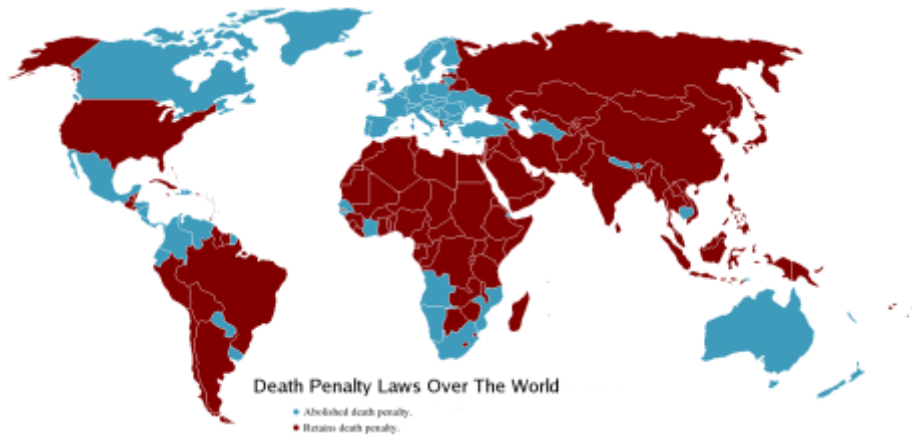 Death Penalty Laws Over The World
Abolished death penalty.
Retains death penalty.